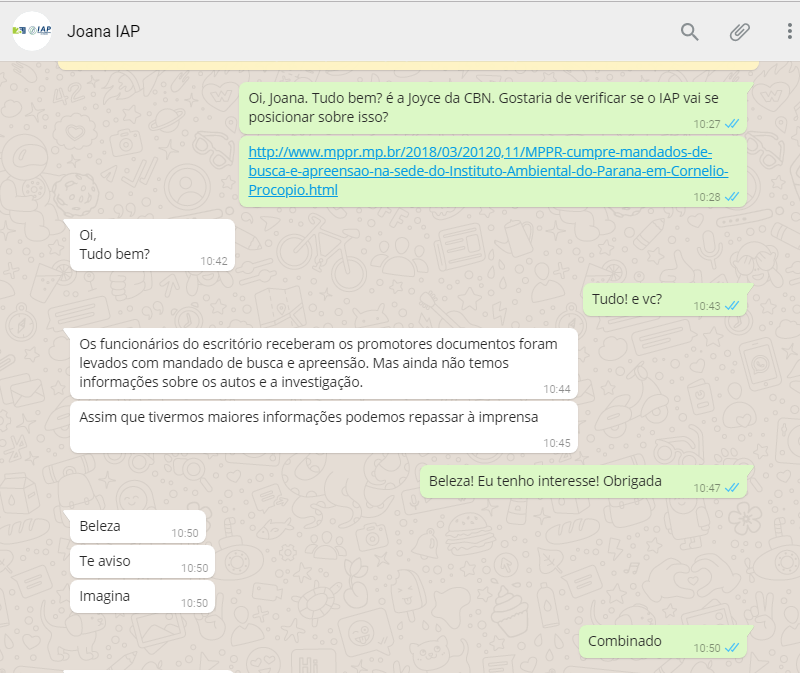 IAP
Joana IAP
Oi, Joana. Tudo bem? é a Joyce da CBN. Gostaria de verificar se o IAP vai se
posicionar sobre isso?
10:27
http://www.mppr.mp.br/2018/03/20120,11/MPPR-cumpre-mandados-de-
busca-e-apreensao-na-sede-do-Instituto-Ambiental-do-Parana-em-Cornelio-
Procopio.html
10:28
Oi,
Tudo bem?
10:42
Tudo! e vc?
10:43
Os funcionários do escritório receberam os promotores documentos foram
levados com mandado de busca e apreensão. Mas ainda não temos
informações sobre os autos e a investigação.
10:44
Assim que tivermos maiores informações podemos repassar à imprensa
10:45
Beleza! Eu tenho interesse! Obrigada
10:47
Beleza
10:50
Te aviso
10:50
Imagina
10:50
Combinado
10:50